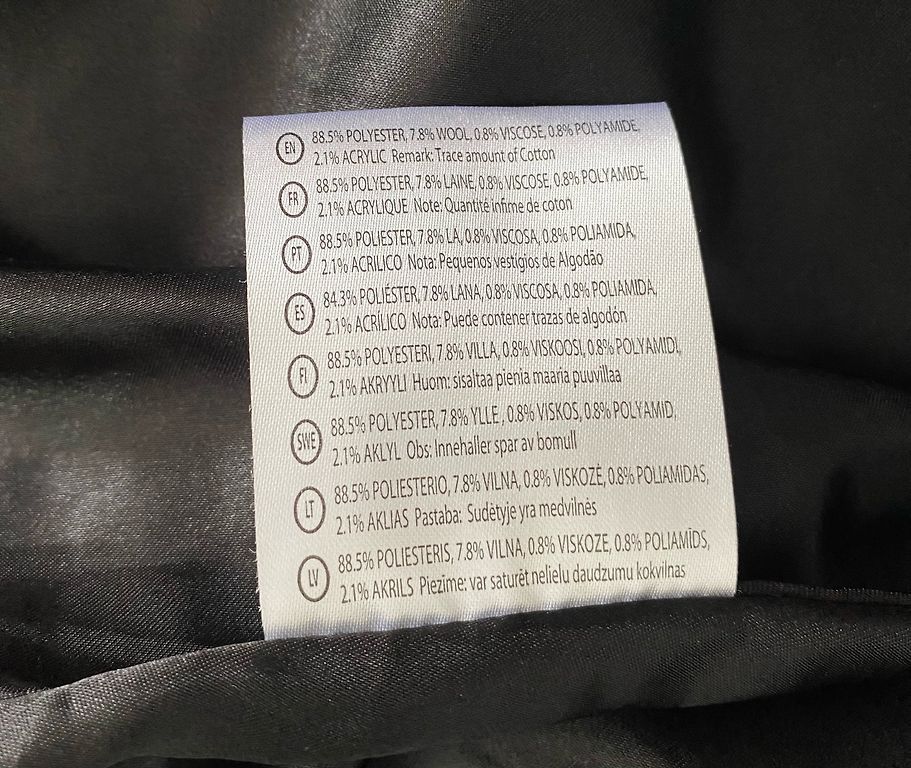 EN 88.5% POLYESTER, 7.8% WOOL, 0.8% VISCOSE, 0.8% POLYAMIDE,
2.1% ACRYLIC Remark: Trace amount of Cotton
FR 88.5% POLYESTER, 7.8% LAINE, 0.8% VISCOSE, 0.8% POLYAMIDE,
2.1% ACRYLIQUE Note: Quantité infime de coton
PT 88.5% POLIESTER, 7.8% LA, 0.8% VISCOSA, 0.8% POLIAMIDA,
2.1% ACRILICO Nota: Pequenos vestigios de Algodão
ES 84.3% POLIÉSTER, 7.8% LANA, 0.8% VISCOSA, 0.8% POLIAMIDA,
2.1% ACRÍLICO Nota: Puede contener trazas de algodón
FI 88.5% POLYESTERI, 7.8% VILLA, 0.8% VISKOOSI, 0.8% POLYAMIDI,
2.1% AKRYYLI Huom: sisaltaa pienia maaria puuvillaa
SWE 88.5% POLYESTER, 7.8% YLLE , 0.8% VISKOS, 0.8% POLYAMID,
2.1% AKLYL Obs: Innehaller spar av bomull
LT 88.5% POLIESTERIO, 7.8% VILNA, 0.8% VISKOZĖ, 0.8% POLIAMIDAS,
2.1% AKLIAS Pastaba: Sudėtyje yra medvilnės
LV 88.5% POLIESTERIS, 7.8% VILNA, 0.8% VISKOZE, 0.8% POLIAMĪDS,
2.1% AKRILS Piezīme: var saturēt nelielu daudzumu kokvilnas